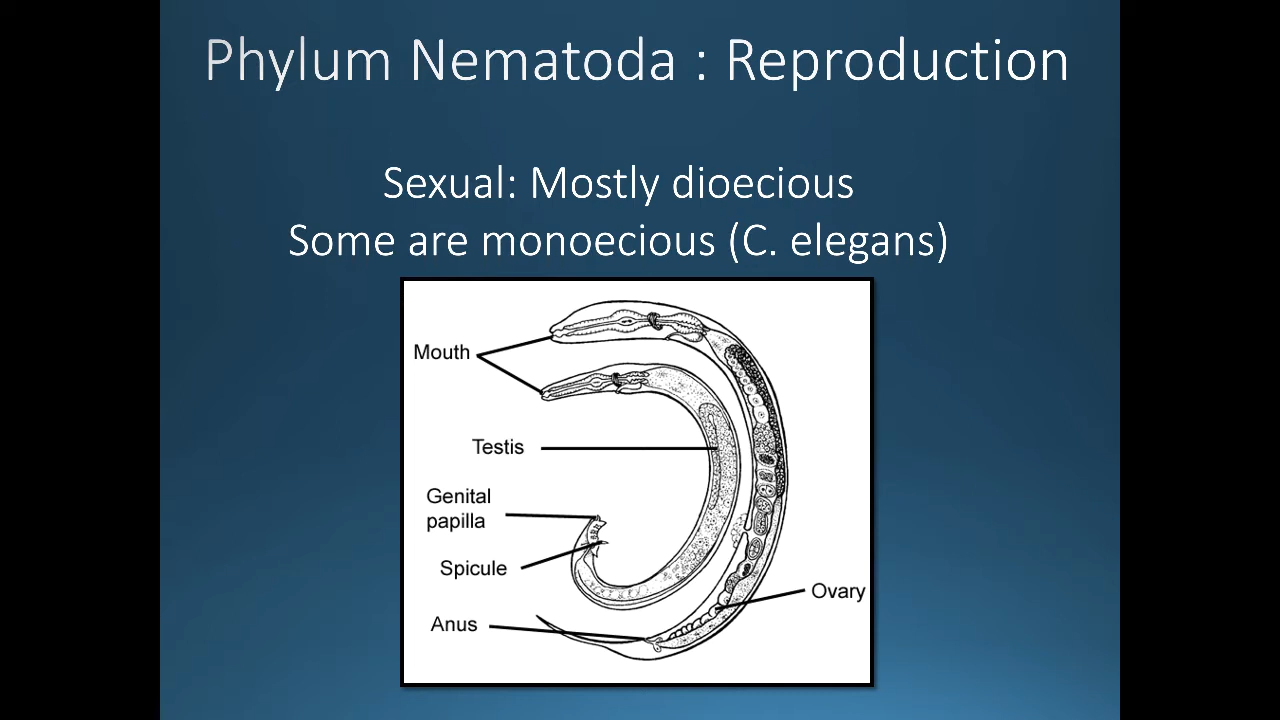 Phylum Nematoda : Reproduction
Sexual: Mostly dioecious
Some are monoecious (C. elegans)
Mouth
Testis
Genital
papilla
Spicule
Anus
Ovary